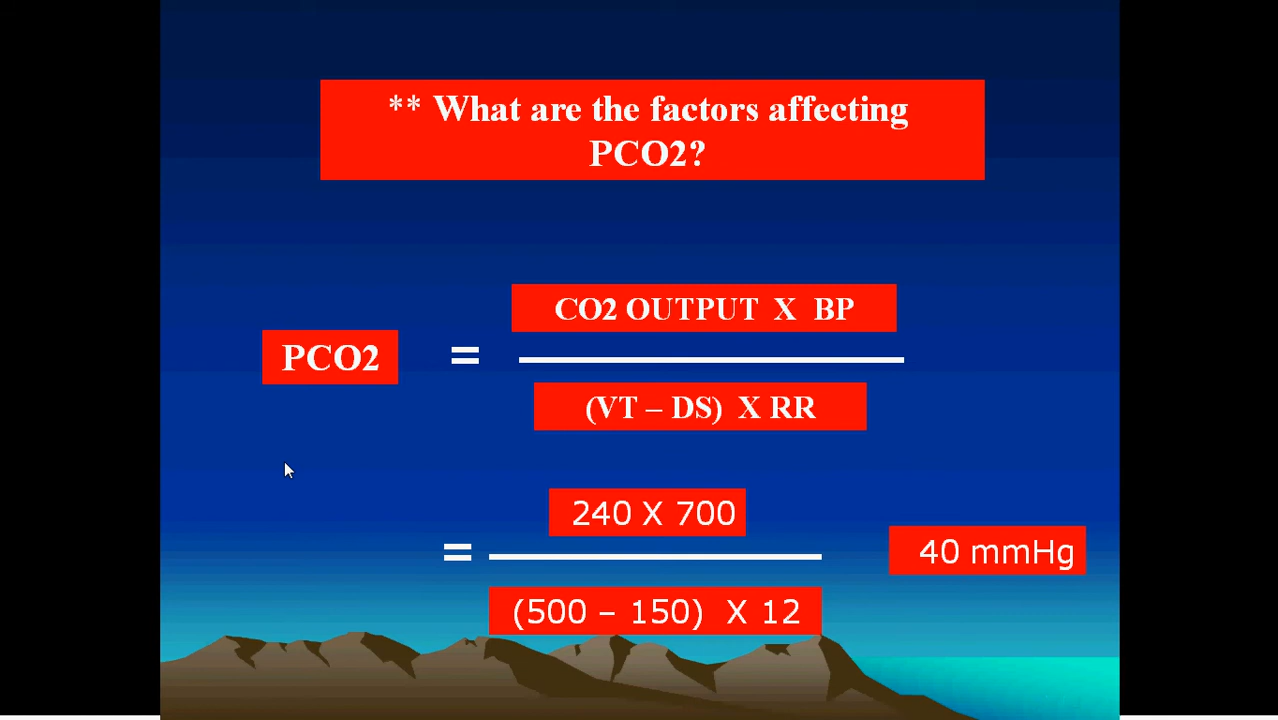 ** What are the factors affecting
PCO2?
CO2 OUTPUT X BP
PCO2 =
(VT – DS) X RR
240 X 700
= 40 mmHg
(500 – 150) X 12